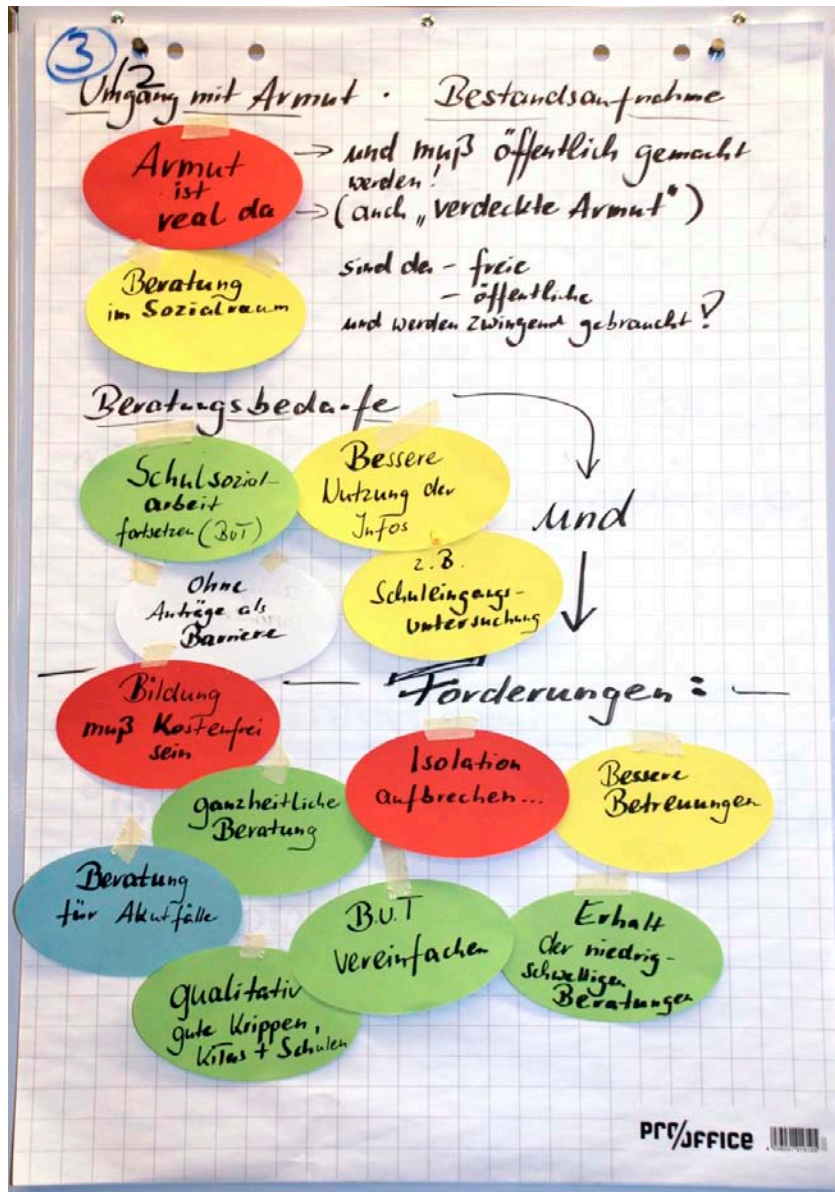 3
/2
Umgang mit Armut · Bestandsaufnahme
Armut
ist
real da
→ und muß öffentlich gemacht
werden!
→ (auch „verdeckte Armut")
Beratung
im Sozialraum
sind da – freie
– öffentliche
und werden zwingend gebraucht!
Beratungsbedarfe
Schulsozial-
arbeit
fortsetzen (BuT)
Bessere
Nutzung der
Infos
und
z.B.
Schuleingangs-
untersuchung
Ohne
Anträge als
Barriere
Forderungen:
Bildung
muß Kostenfrei
sein
Isolation
aufbrechen...
Bessere
Betreuungen
ganzheitliche
Beratung
Beratung
für Akutfälle
B.u.T
vereinfachen
Erhalt
der niedrig-
schwelligen
Beratungen
Qualitativ
gute Krippen,
Kitas + Schulen
PRO/OFFICE